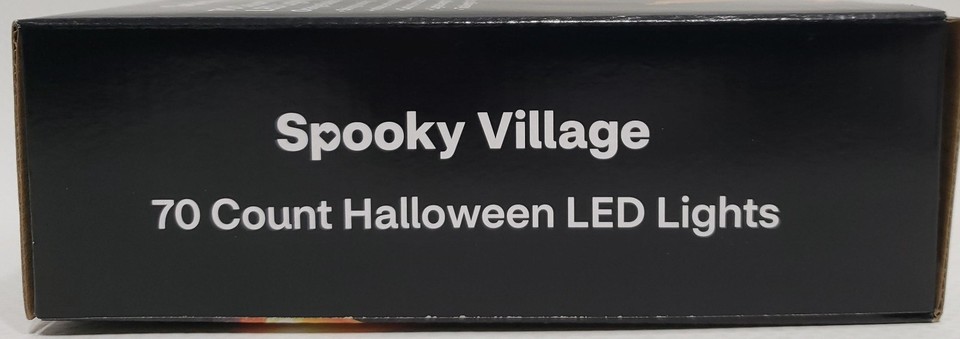 Spooky Village
70 Count Halloween LED Lights